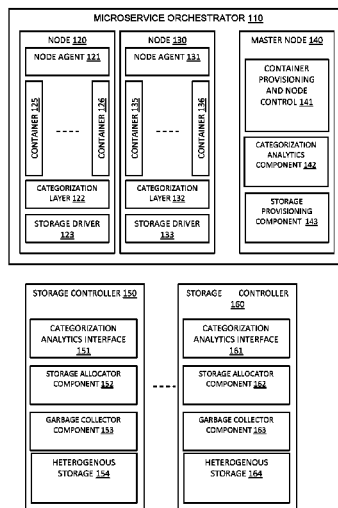 MICROSERVICE ORCHESTRATOR 110
NODE 120
NODE AGENT 121
CONTAINER 125
CONTAINER 126
CATEGORIZATION
LAYER 122
STORAGE DRIVER
123
NODE 130
NODE AGENT 131
CONTAINER 135
CONTAINER 136
CATEGORIZATION
LAYER 132
STORAGE DRIVER
133
MASTER NODE 140
CONTAINER
PROVISIONING
AND NODE
CONTROL 141
CATEGORIZATION
ANALYTICS
COMPONENT 142
STORAGE
PROVISIONING
COMPONENT 143
STORAGE CONTROLLER 150
CATEGORIZATION
ANALYTICS INTERFACE
151
STORAGE ALLOCATOR
COMPONENT 152
GARBAGE COLLECTOR
COMPONENT 153
HETEROGENOUS
STORAGE 154
STORAGE CONTROLLER
160
CATEGORIZATION
ANALYTICS INTERFACE
161
STORAGE ALLOCATOR
COMPONENT 162
GARBAGE COLLECTOR
COMPONENT 163
HETEROGENOUS
STORAGE 164